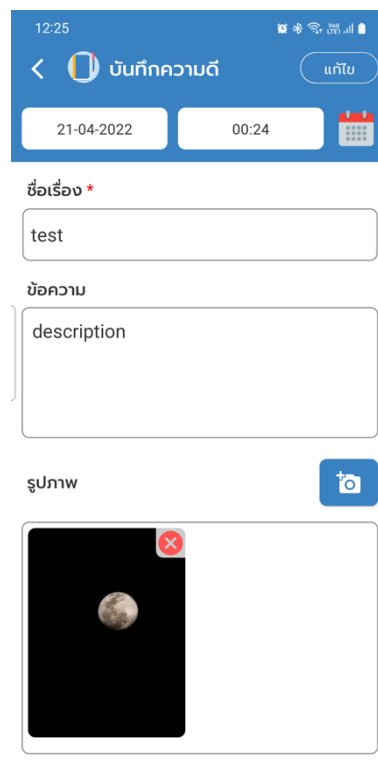 12:25
Vo)) LTE1
บันทึกความดี
แก้ไข
21-04-2022
00:24
ชื่อเรื่อง *
test
ข้อความ
description
รูปภาพ